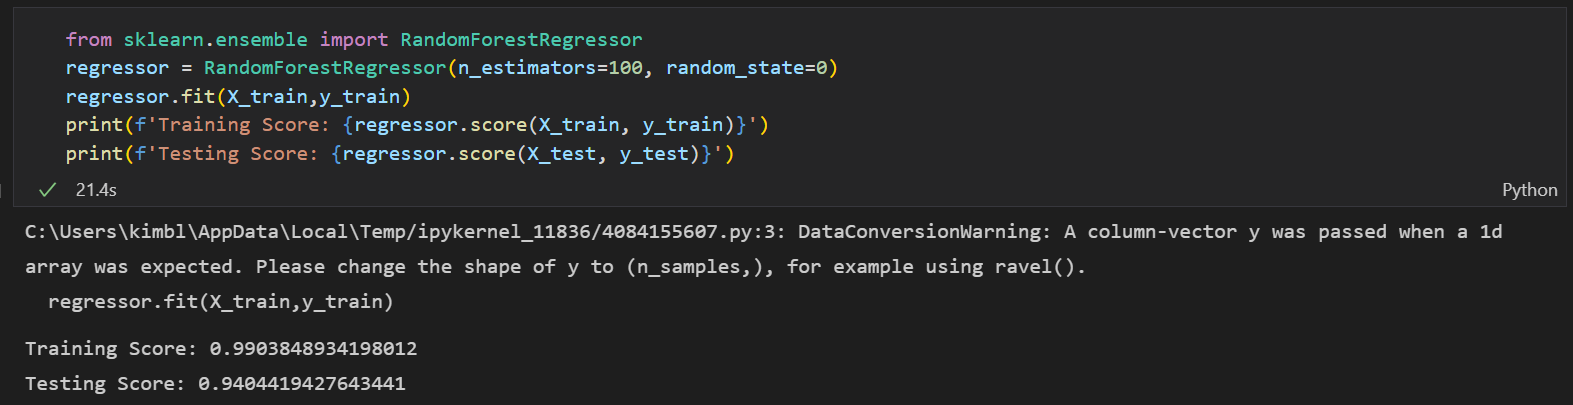 from sklearn.ensemble import RandomForestRegressor
regressor = RandomForestRegressor(n_estimators=100, random_state=0)
regressor.fit(X_train,y_train)
print(f'Training Score: {regressor.score(X_train, y_train)}')
print(f'Testing Score: {regressor.score(X_test, y_test)}')
21.4s
Python
C:\Users\kimbl\AppData\Local\Temp/ipykernel_11836/4084155607.py:3: DataConversionWarning: A column-vector y was passed when a 1d
array was expected. Please change the shape of y to (n_samples,), for example using ravel().
  regressor.fit(X_train,y_train)
Training Score: 0.9903848934198012
Testing Score: 0.9404419427643441